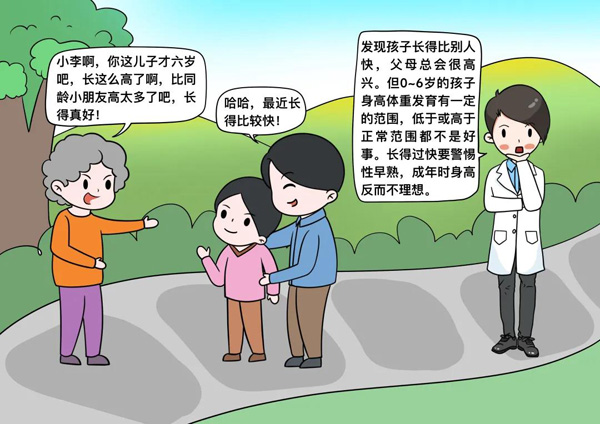 小李啊，你这儿子才六岁
吧，长这么高了啊，比同
龄小朋友高太多了吧，长
得真好！
哈哈，最近长
得比较快！
发现孩子长得比别人
快，父母总会很高
兴。但0~6岁的孩子
身高体重发育有一定
的范围，低于或高于
正常范围都不是好
事。长得过快要警惕
性早熟，成年时身高
反而不理想。